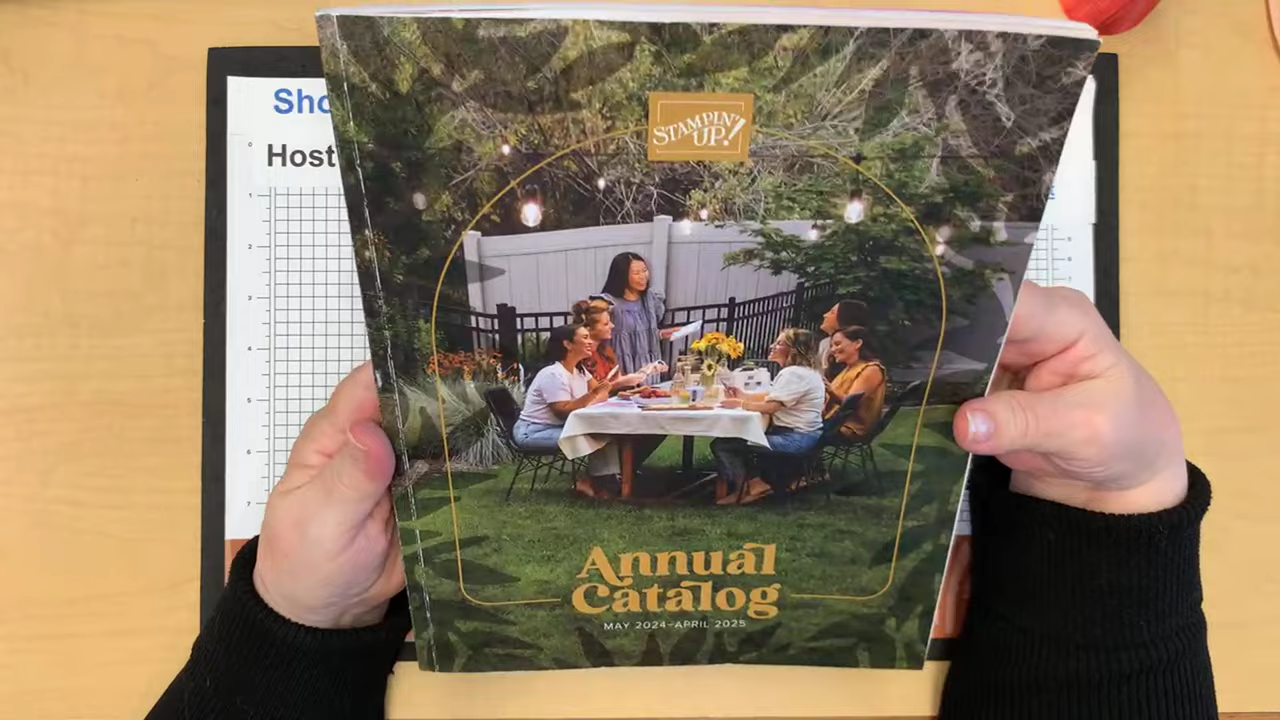 Sho
Host
STAMPIN'
UP!
Annual
Catalog
MAY 2024–APRIL 2025